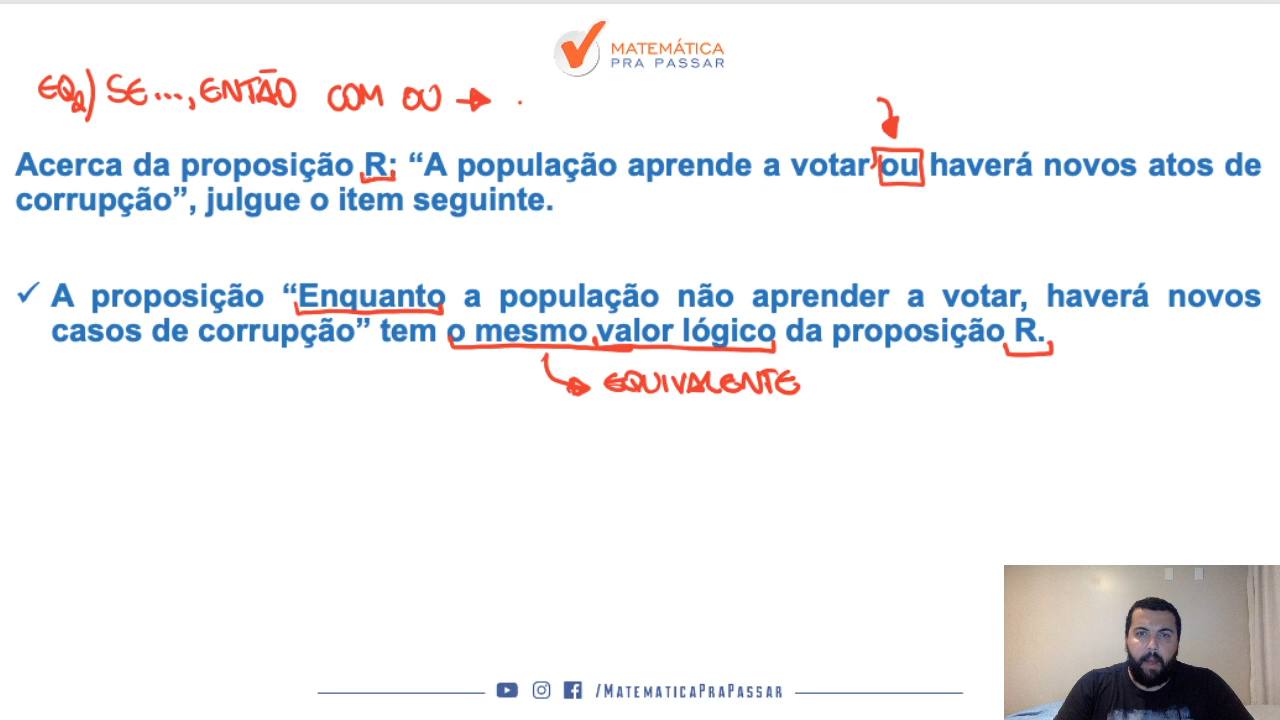 MATEMÁTICA
PRA PASSAR
EQ2) SE..., ENTÃO COM OU →
Acerca da proposição R: “A população aprende a votar ou haverá novos atos de
corrupção”, julgue o item seguinte.
✓ A proposição “Enquanto a população não aprender a votar, haverá novos
casos de corrupção” tem o mesmo valor lógico da proposição R.
EQUIVALENTE
/MATEMATICAPRAPASSAR